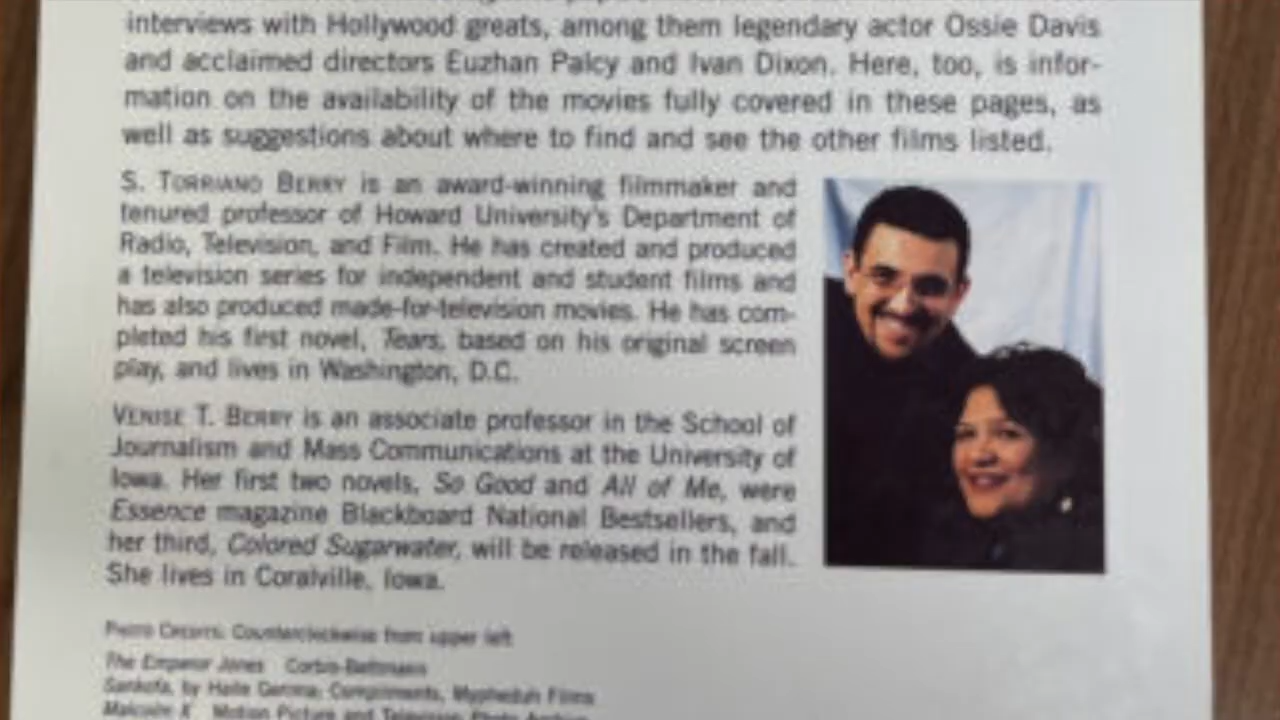 interviews with Hollywood greats, among them legendary actor Ossie Davis
and acclaimed directors Euzhan Palcy and Ivan Dixon. Here, too, is infor-
mation on the availability of the movies fully covered in these pages, as
well as suggestions about where to find and see the other films listed.
S. TORRIANO BERRY is an award-winning filmmaker and
tenured professor of Howard University's Department of
Radio, Television, and Film. He has created and produced
a television series for independent and student films and
has also produced made-for-television movies. He has com-
pleted his first novel, Tears, based on his original screen
play, and lives in Washington, D.C.
VENISE T. BERRY is an associate professor in the School of
Journalism and Mass Communications at the University of
Iowa. Her first two novels, So Good and All of Me, were
Essence magazine Blackboard National Bestsellers, and
her third, Colored Sugarwater, will be released in the fall.
She lives in Coralville, Iowa.
PHOTO CREDITS: Counterclockwise from upper left
The Emperor Jones Corbis-Bettmann
Sankofa, by Haile Gerima: Compliments, Mypheduh Films
Malcolm X Motion Picture and Television Photo Archive